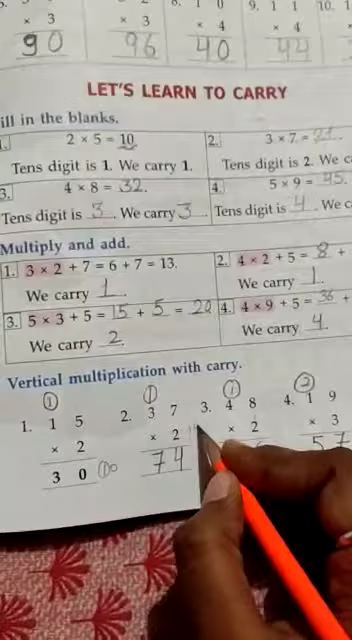 × 3 × 3 × 4 × 4
9. 1 1 10. 1
90 96 40 44
LET'S LEARN TO CARRY
ill in the blanks.
2 × 5 = 10 2. 3 × 7 = 21
Tens digit is 1. We carry 1. Tens digit is 2. We c
3. 4 × 8 = 32. 4. 5 × 9 = 45.
Tens digit is 3. We carry 3. Tens digit is 4. We c
Multiply and add.
1. 3 × 2 + 7 = 6 + 7 = 13. 2. 4 × 2 + 5 = 8 +
We carry 1. We carry 1.
3. 5 × 3 + 5 = 15 + 5 = 20 4. 4 × 9 + 5 = 36 +
We carry 2. We carry 4.
Vertical multiplication with carry.
1 1 1 2
1. 1 5 2. 3 7 3. 4 8 4. 1 9
× 2 × 2 × 2 × 3
3 0 10 74 57